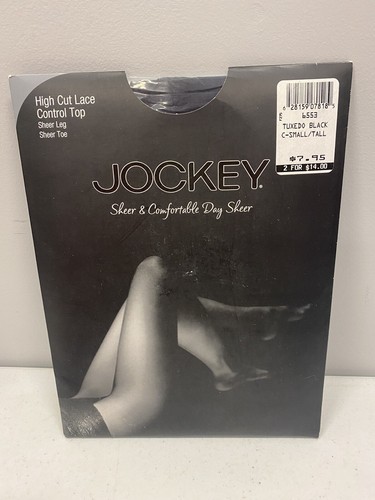 High Cut Lace
Control Top
Sheer Leg
Sheer Toe
6 28159 07818 5
6553
TUXEDO BLACK
C-SMALL/TALL
$7.95
2 FOR $14.00
JOCKEY®
Sheer & Comfortable Day Sheer